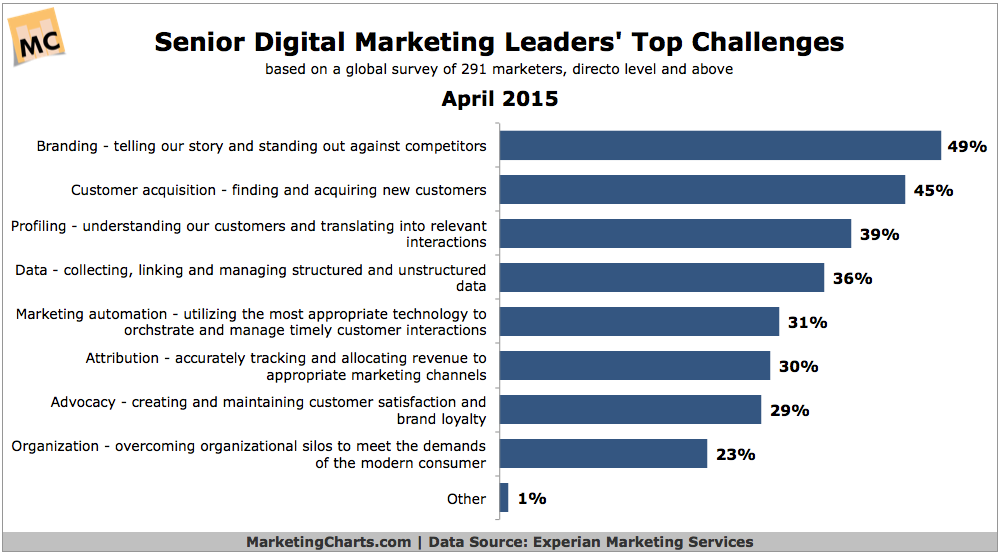 MC
Senior Digital Marketing Leaders' Top Challenges
based on a global survey of 291 marketers, directo level and above
April 2015
Branding - telling our story and standing out against competitors
49%
Customer acquisition - finding and acquiring new customers
45%
Profiling - understanding our customers and translating into relevant
interactions
39%
Data - collecting, linking and managing structured and unstructured
data
36%
Marketing automation - utilizing the most appropriate technology to
orchstrate and manage timely customer interactions
31%
Attribution - accurately tracking and allocating revenue to
appropriate marketing channels
30%
Advocacy - creating and maintaining customer satisfaction and
brand loyalty
29%
Organization - overcoming organizational silos to meet the demands
of the modern consumer
23%
Other
1%
MarketingCharts.com | Data Source: Experian Marketing Services